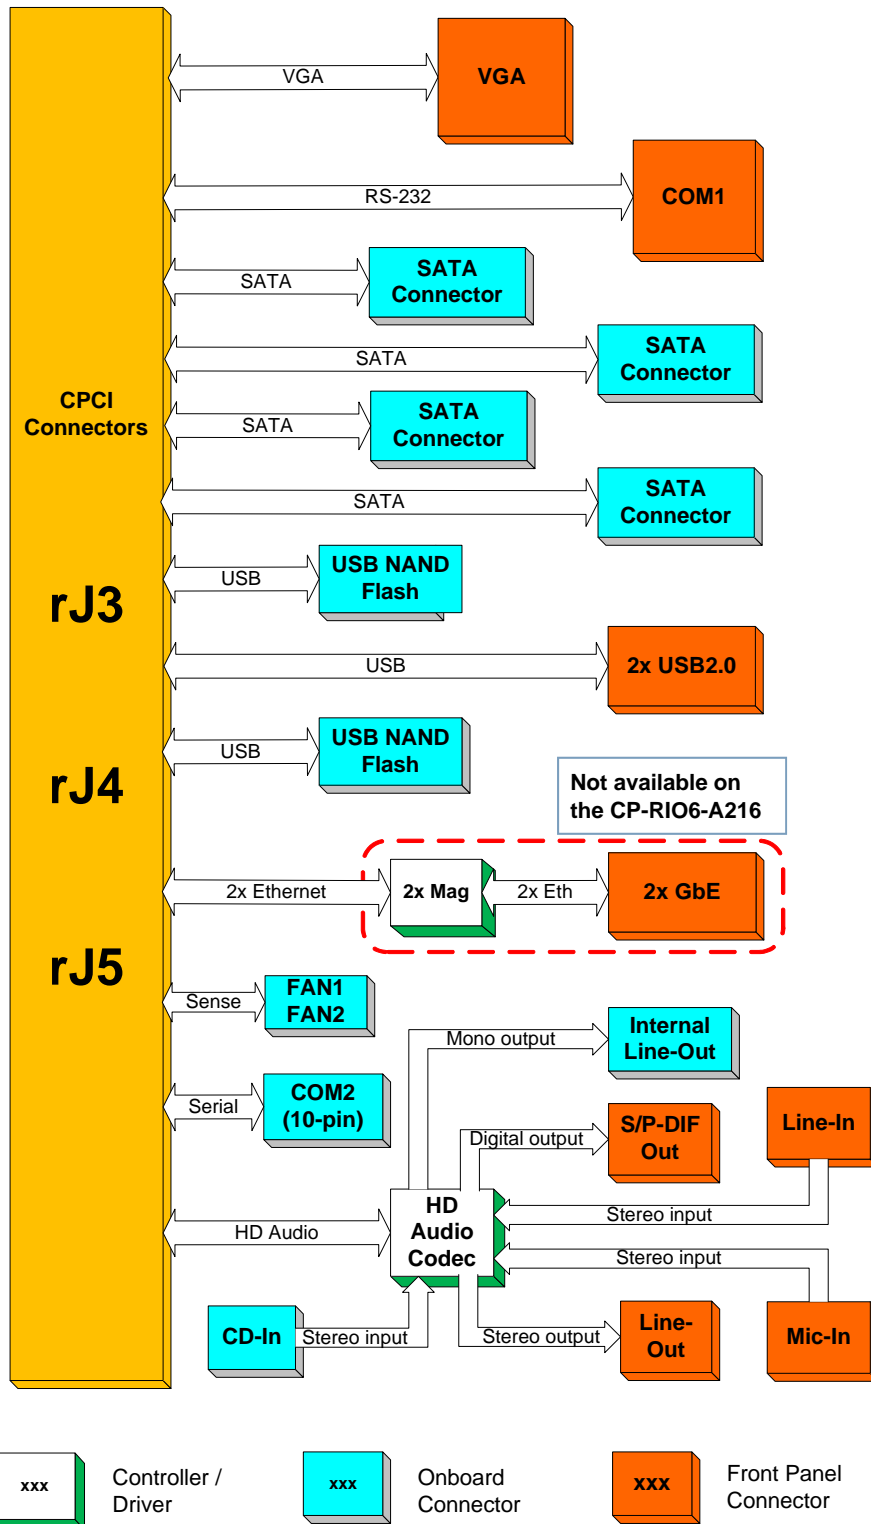 VGA
VGA
RS-232
COM1
SATA
SATA
Connector
SATA
SATA
Connector
CPCI
Connectors
SATA
SATA
Connector
SATA
SATA
Connector
rJ3
USB
USB NAND
Flash
USB
2x USB2.0
rJ4
USB
USB NAND
Flash
Not available on
the CP-RIO6-A216
2x Ethernet
2x Mag
2x Eth
2x GbE
rJ5
Sense
FAN1
FAN2
Mono output
Internal
Line-Out
Serial
COM2
(10-pin)
Digital output
S/P-DIF
Out
Line-In
HD Audio
HD
Audio
Codec
Stereo input
Stereo input
CD-In
Stereo input
Stereo output
Line-
Out
Mic-In
xxx
Controller /
Driver
xxx
Onboard
Connector
xxx
Front Panel
Connector